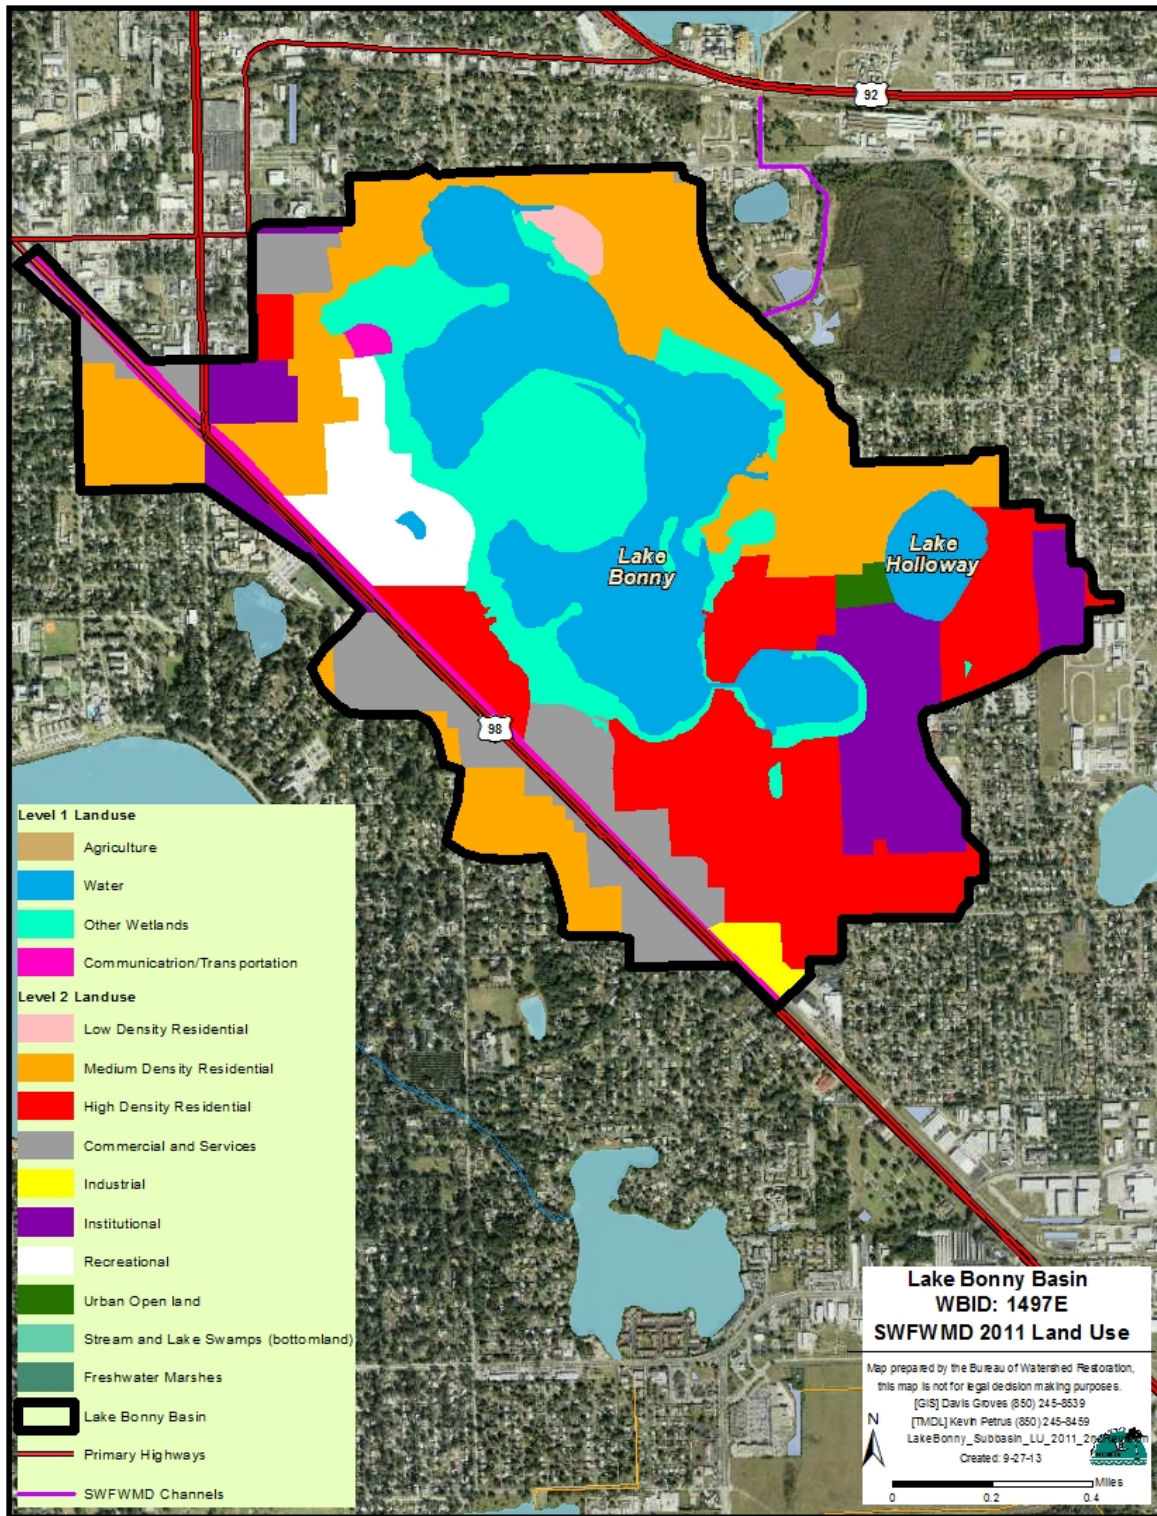 92
Lake
Bonny
Lake
Holloway
98
Level 1 Landuse
Agriculture
Water
Other Wetlands
Communicatrion/Transportation
Level 2 Landuse
Low Density Residential
Medium Density Residential
High Density Residential
Commercial and Services
Industrial
Institutional
Recreational
Urban Open land
Stream and Lake Swamps (bottomland)
Freshwater Marshes
Lake Bonny Basin
Primary Highways
SWFWMD Channels
Lake Bonny Basin
WBID: 1497E
SWFWMD 2011 Land Use
Map prepared by the Bureau of Watershed Restoration,
this map is not for legal decision making purposes.
[GIS] Davis Groves (850) 245-8539
[TMDL] Kevin Petrus (850) 245-8459
LakeBonny_Subbasin_LU_2011_
Created: 9-27-13
N
Miles
0 0.2 0.4